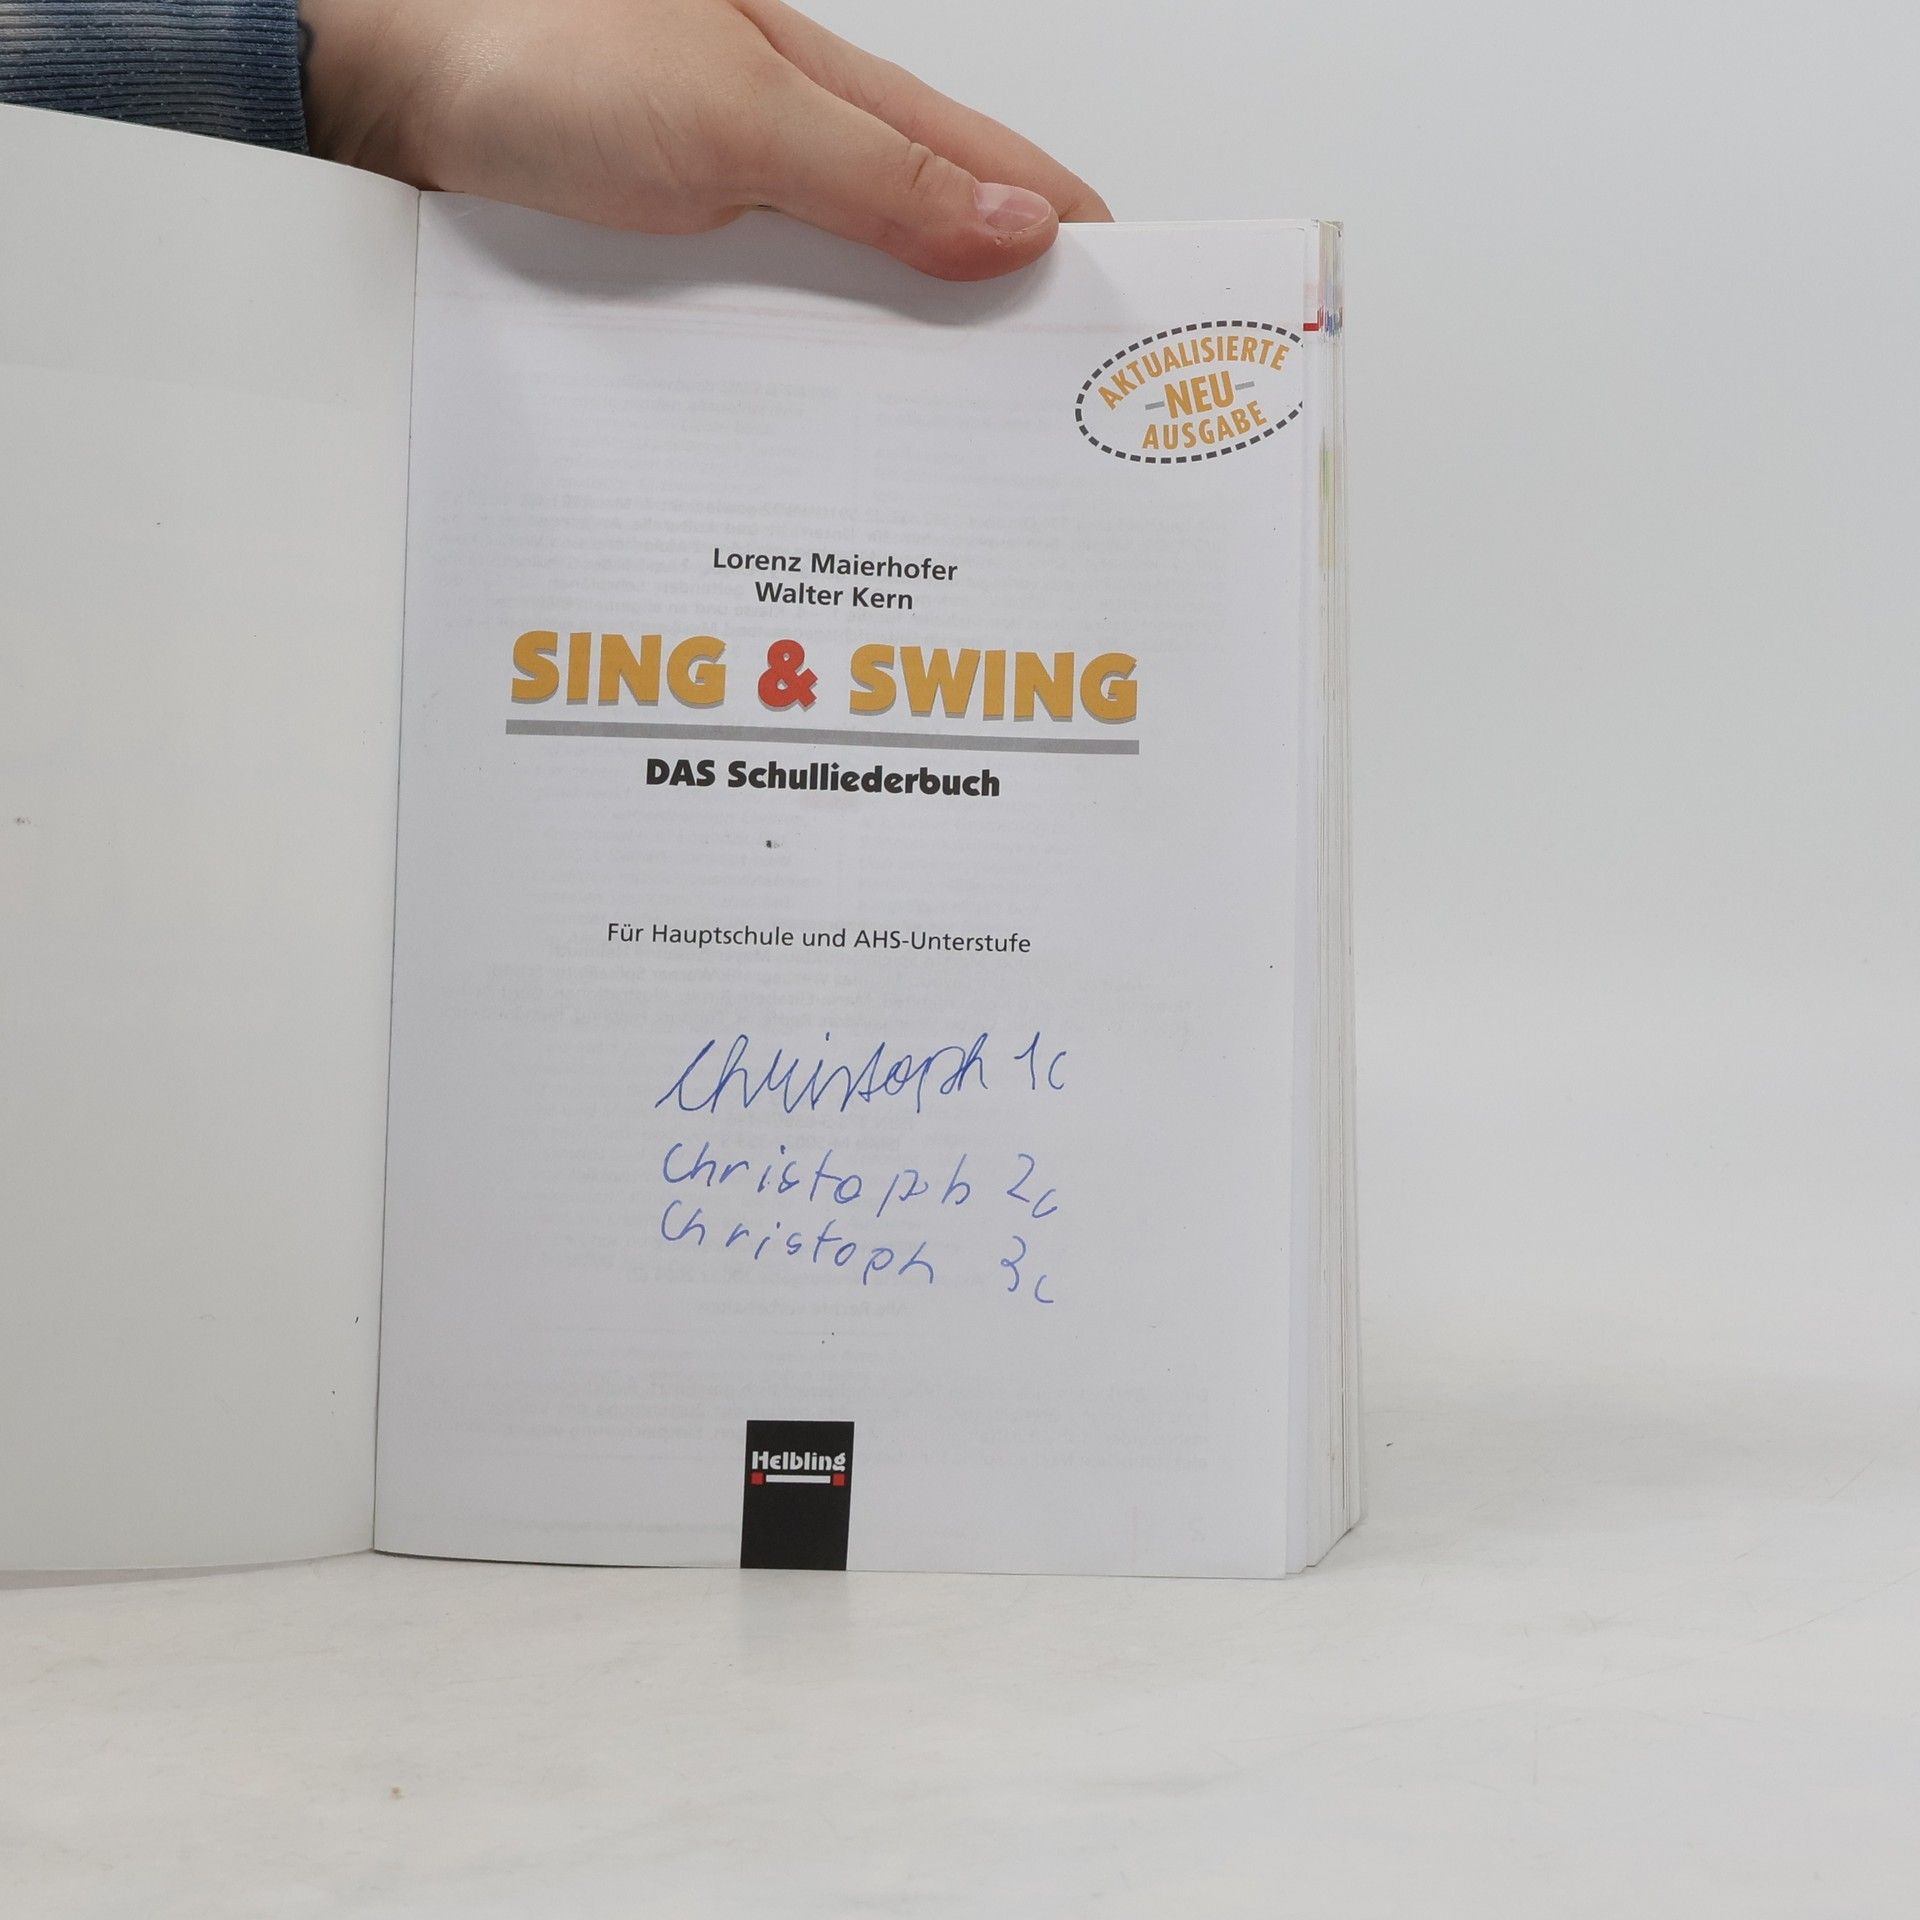 AKTUALISIERTE
-NEU-
AUSGABE
Lorenz Maierhofer
Walter Kern
SING & SWING
DAS Schulliederbuch
Für Hauptschule und AHS-Unterstufe
Christoph 1c
Christoph 2c
Christoph 3c
Helbling